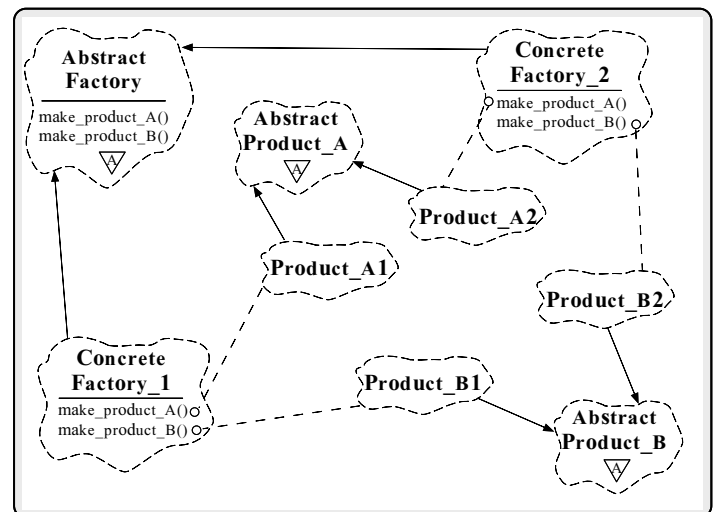 Abstract
Factory
make_product_A()
make_product_B()
A
Concrete
Factory_2
make_product_A()
make_product_B()
Abstract
Product_A
A
Product_A2
Product_A1
Product_B2
Concrete
Factory_1
make_product_A()
make_product_B()
Product_B1
Abstract
Product_B
A